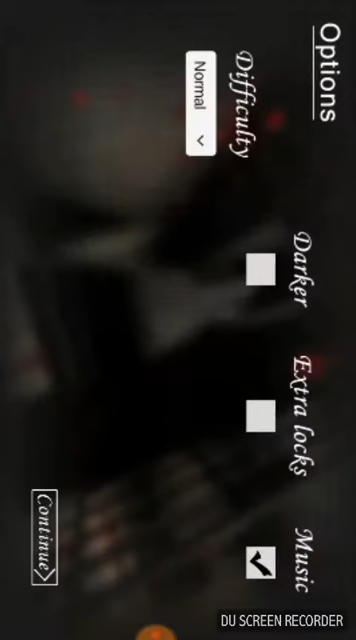 Options
Difficulty
Normal
Darker
Extra locks
Music
Continue
DU SCREEN RECORDER